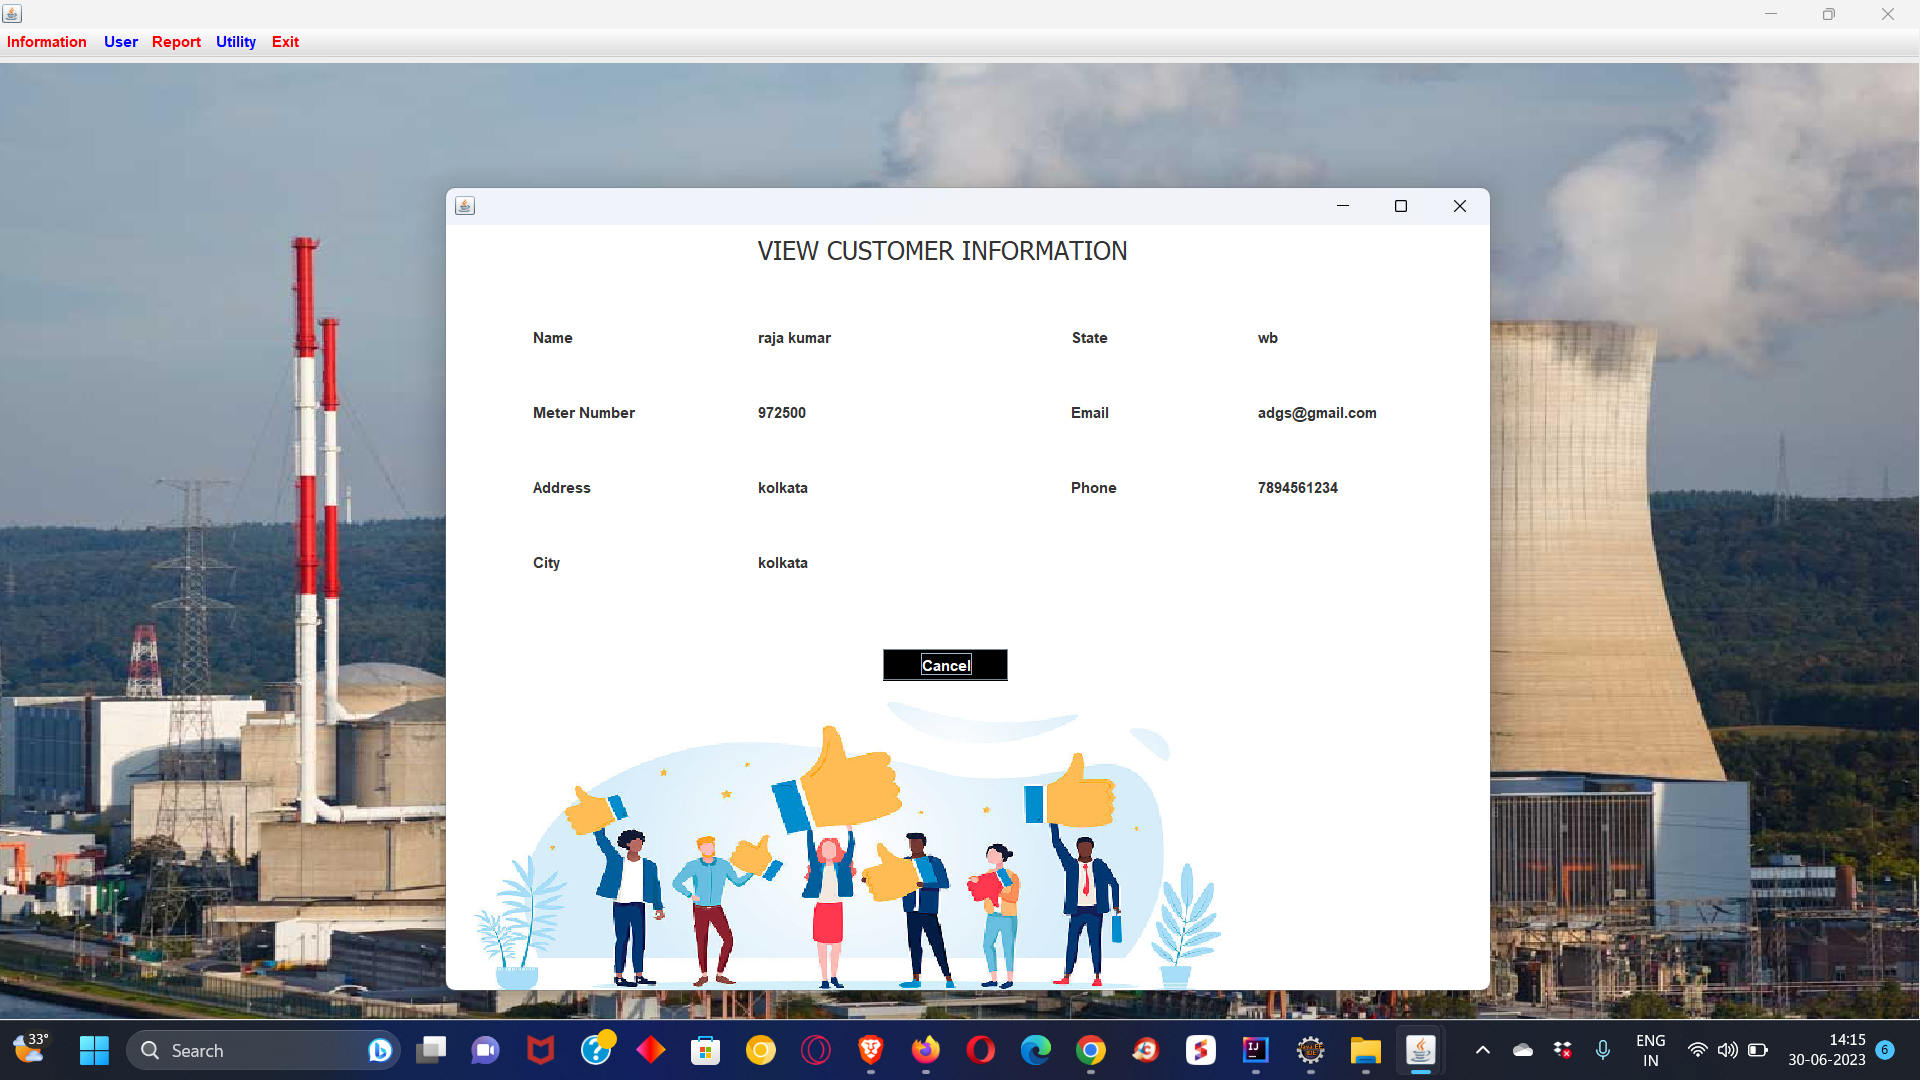 Information User Report Utility Exit
VIEW CUSTOMER INFORMATION
Name raja kumar State wb
Meter Number 972500 Email adgs@gmail.com
Address kolkata Phone 7894561234
City kolkata
Cancel
33°
Search
ENG
IN
14:15
30-06-2023
6